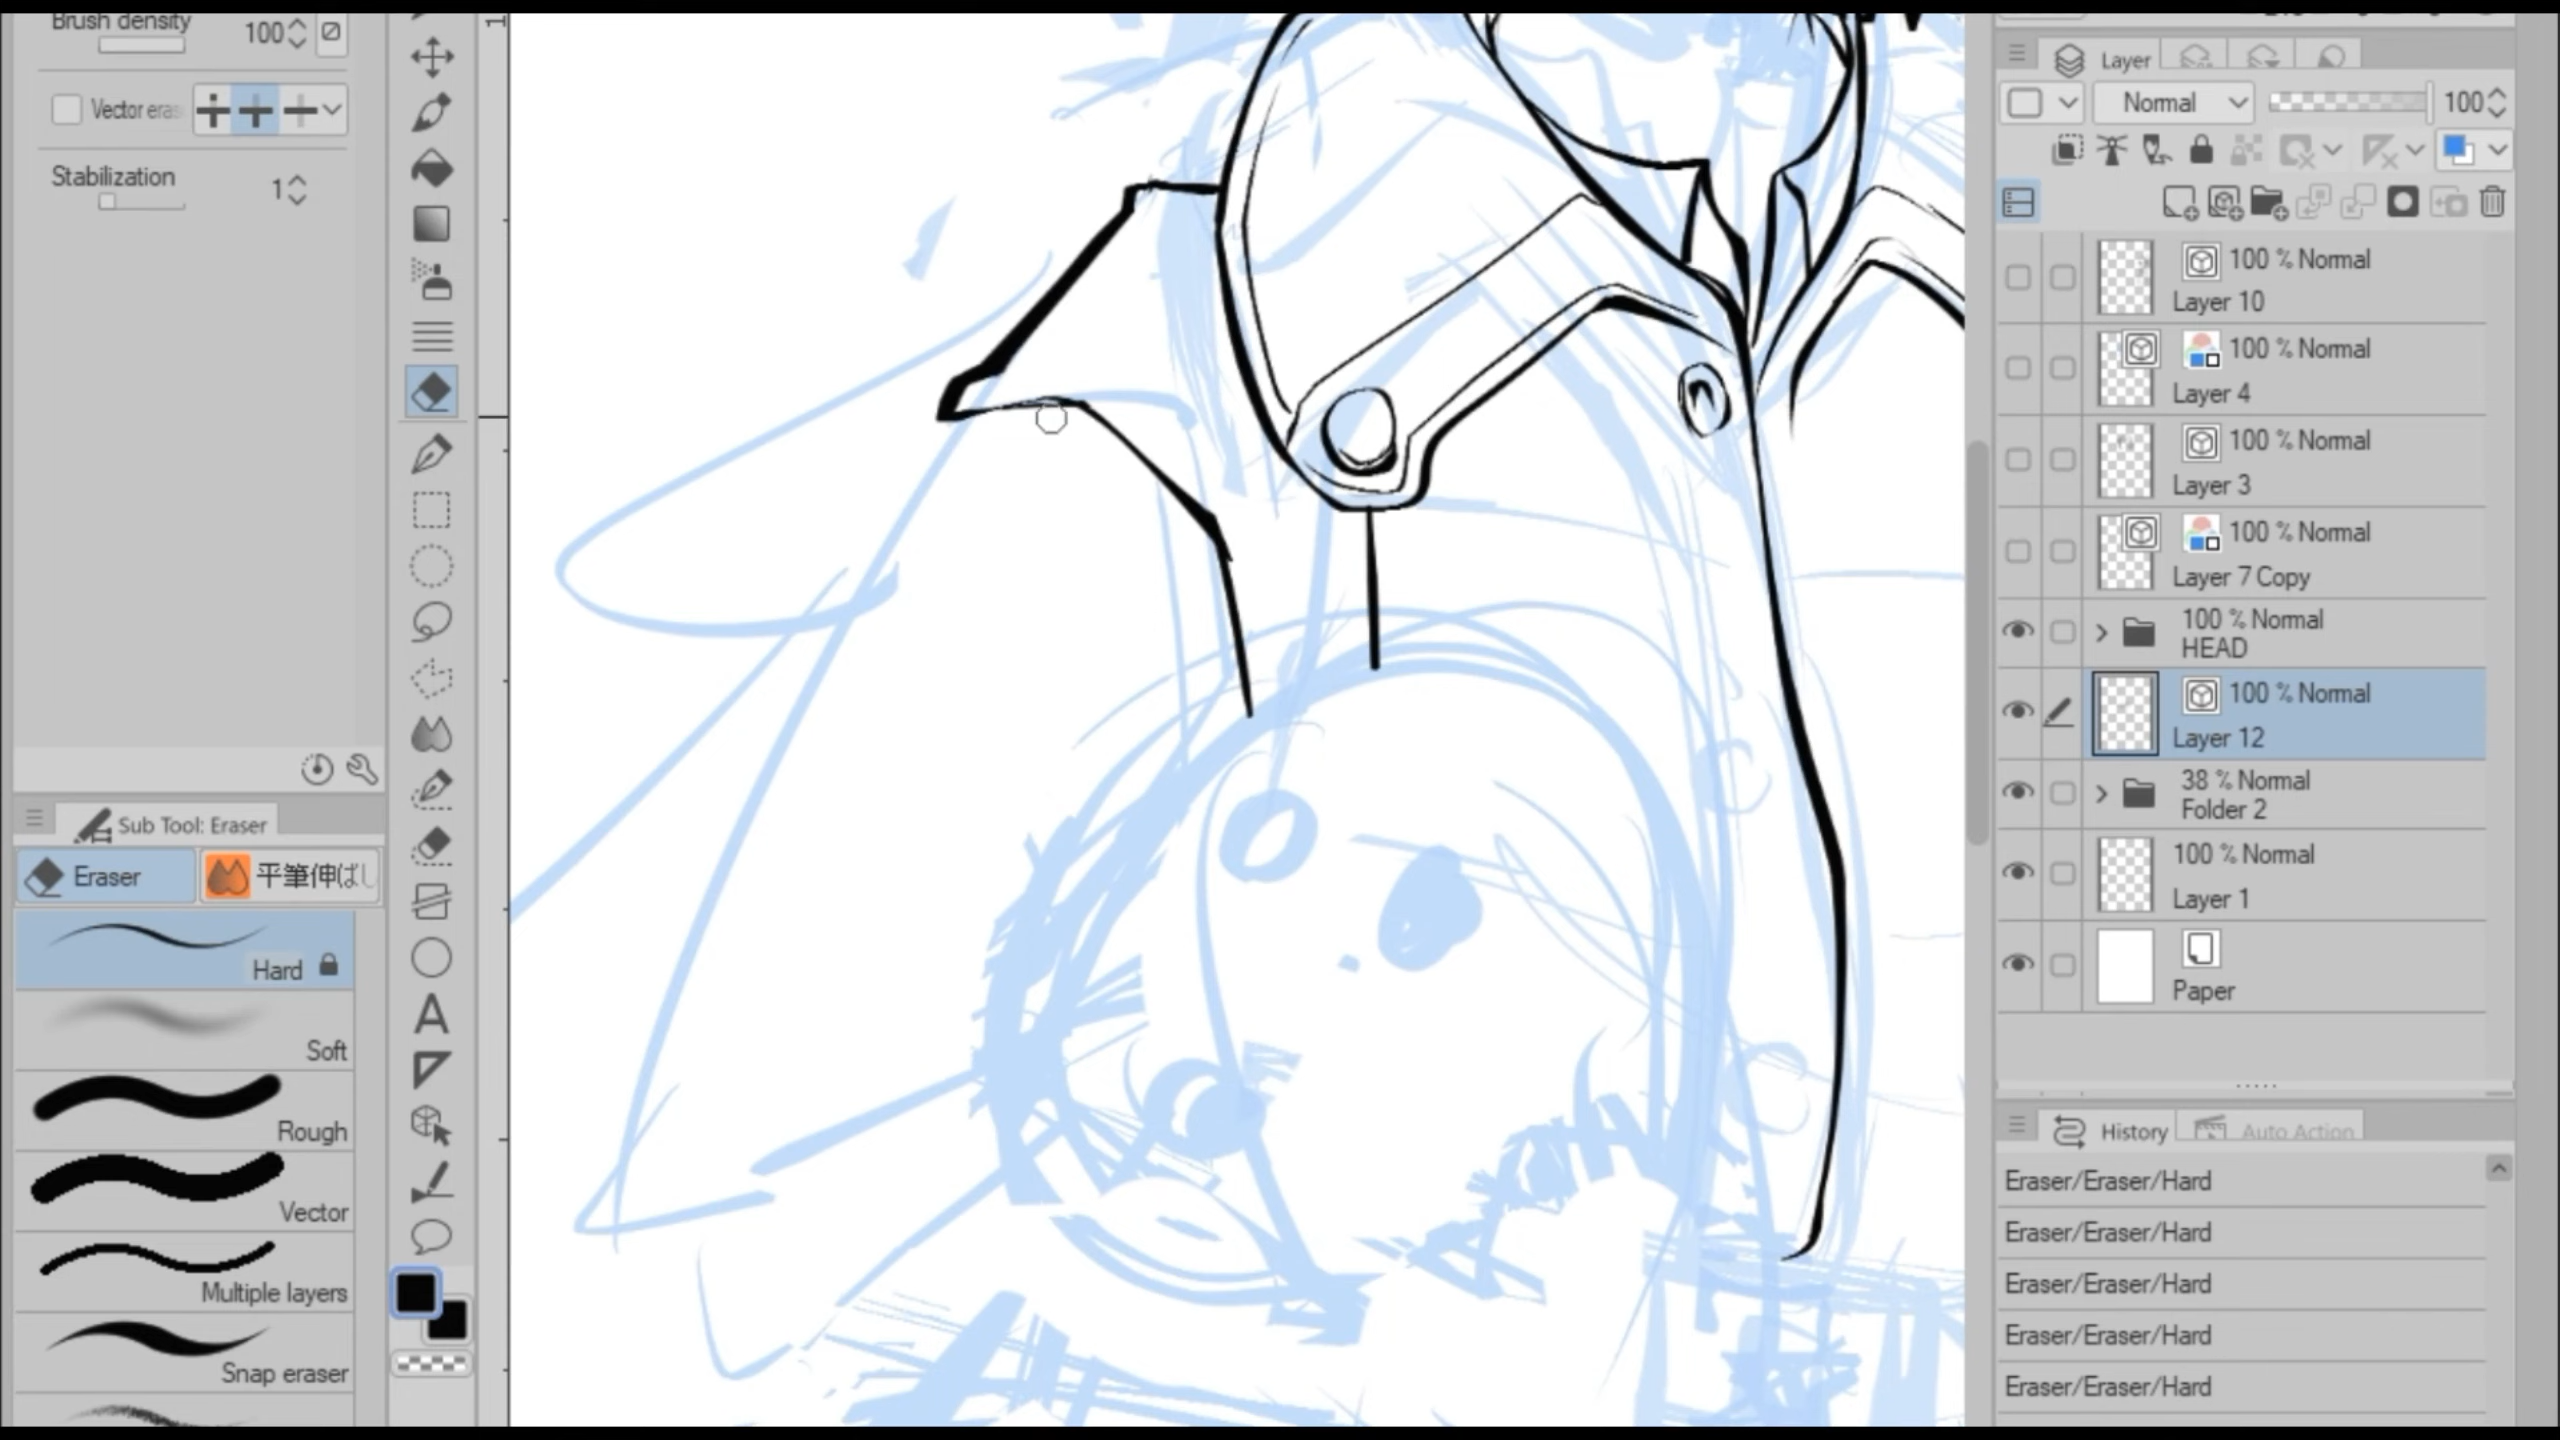 Brush density 100
Vector eras
Stabilization 1
Sub Tool: Eraser
Eraser 平筆伸ばし
Hard
Soft
Rough
Vector
Multiple layers
Snap eraser
A
1
Layer
Normal 100
100 % Normal
Layer 10
100 % Normal
Layer 4
100 % Normal
Layer 3
100 % Normal
Layer 7 Copy
100 % Normal
HEAD
100 % Normal
Layer 12
38 % Normal
Folder 2
100 % Normal
Layer 1
Paper
History Auto Action
Eraser/Eraser/Hard
Eraser/Eraser/Hard
Eraser/Eraser/Hard
Eraser/Eraser/Hard
Eraser/Eraser/Hard